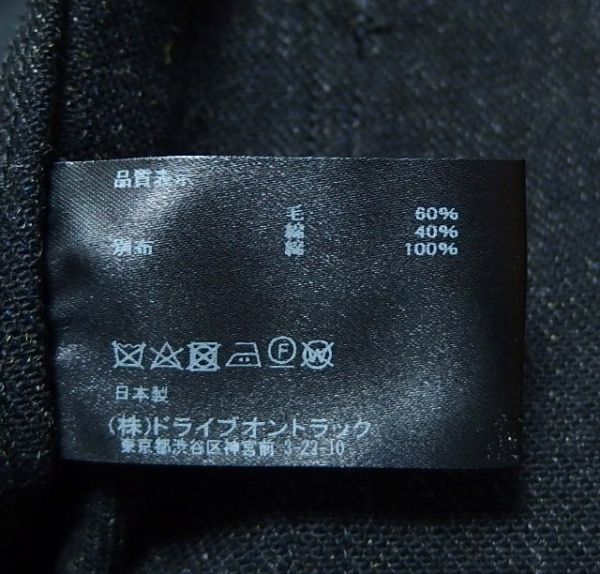 品質表示
毛 60%
綿 40%
別布 綿 100%
F W
日本製
(株)ドライブオントラック
東京都渋谷区神宮前 3-22-10